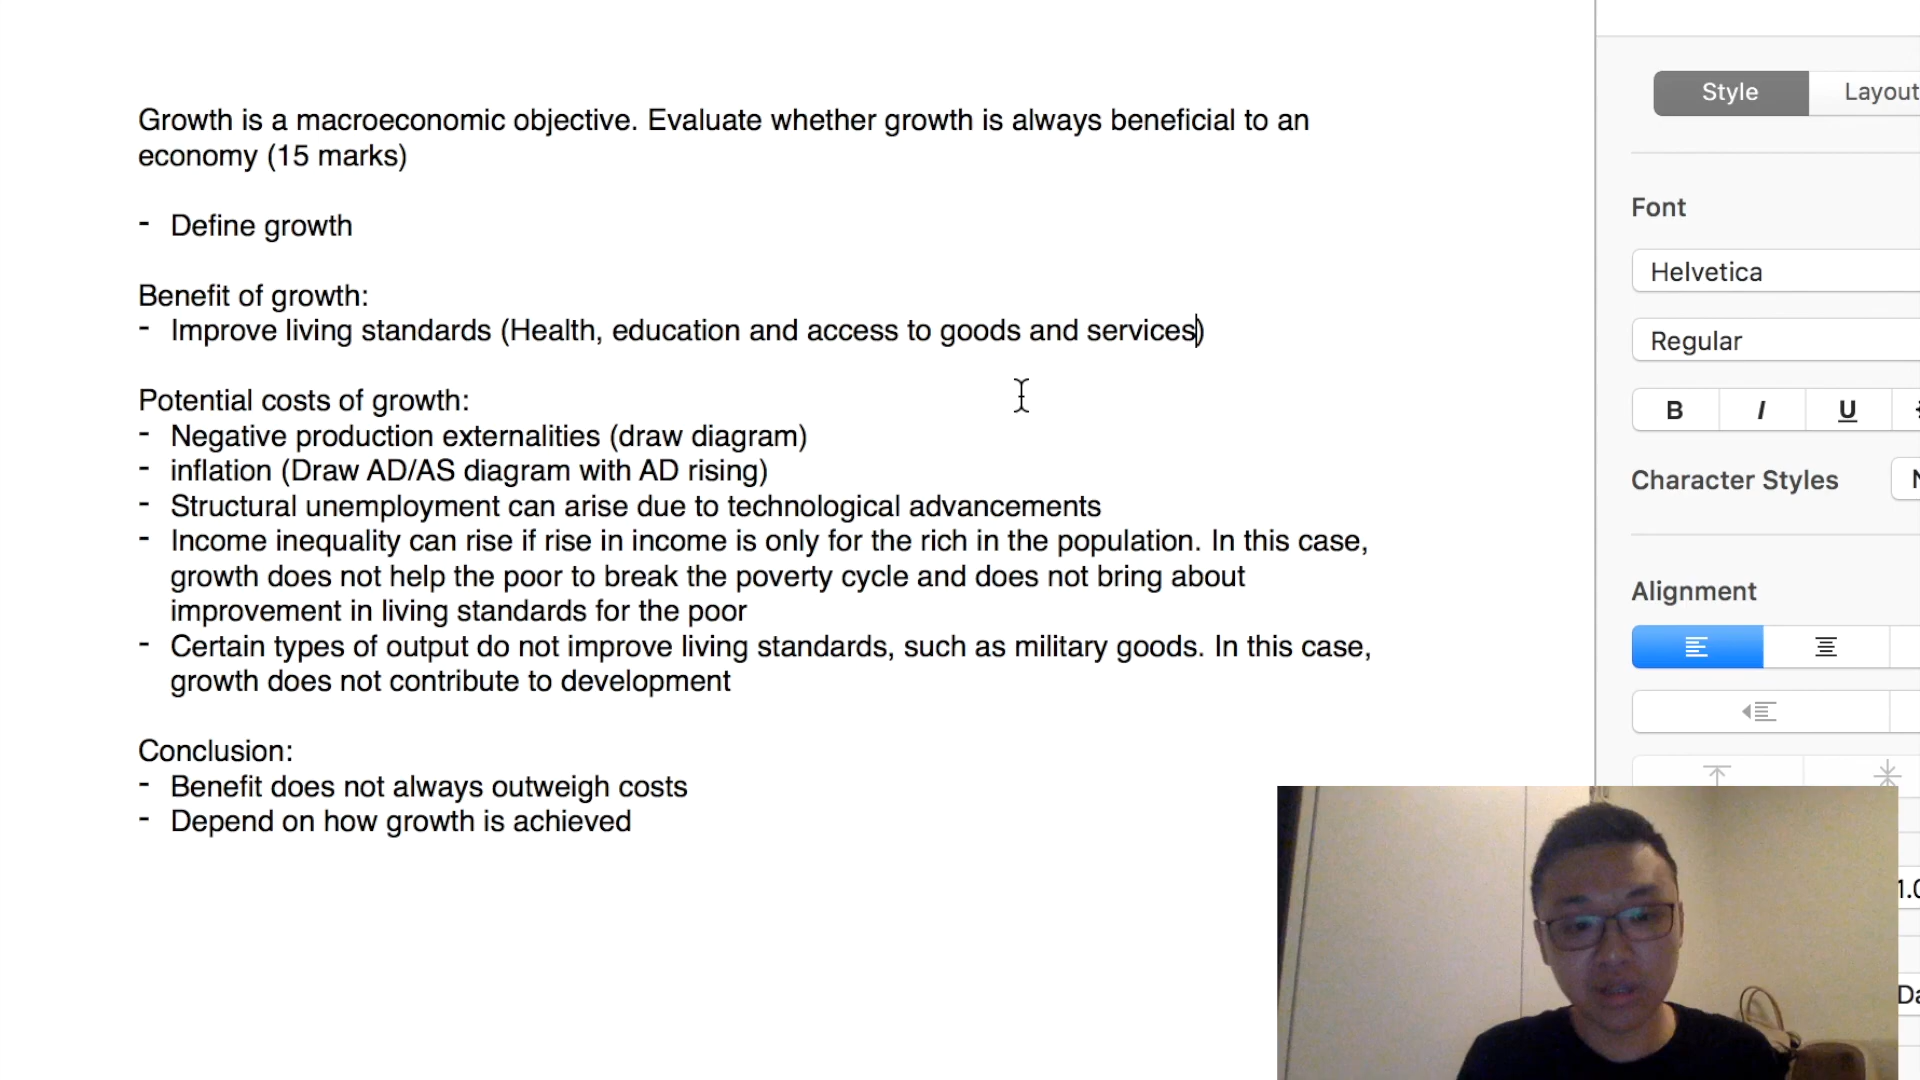 Growth is a macroeconomic objective. Evaluate whether growth is always beneficial to an
economy (15 marks)
- Define growth
Benefit of growth:
- Improve living standards (Health, education and access to goods and services)
Potential costs of growth:
- Negative production externalities (draw diagram)
- inflation (Draw AD/AS diagram with AD rising)
- Structural unemployment can arise due to technological advancements
- Income inequality can rise if rise in income is only for the rich in the population. In this case,
growth does not help the poor to break the poverty cycle and does not bring about
improvement in living standards for the poor
- Certain types of output do not improve living standards, such as military goods. In this case,
growth does not contribute to development
Conclusion:
- Benefit does not always outweigh costs
- Depend on how growth is achieved
Style Layout
Font
Helvetica
Regular
B I U
Character Styles
Alignment